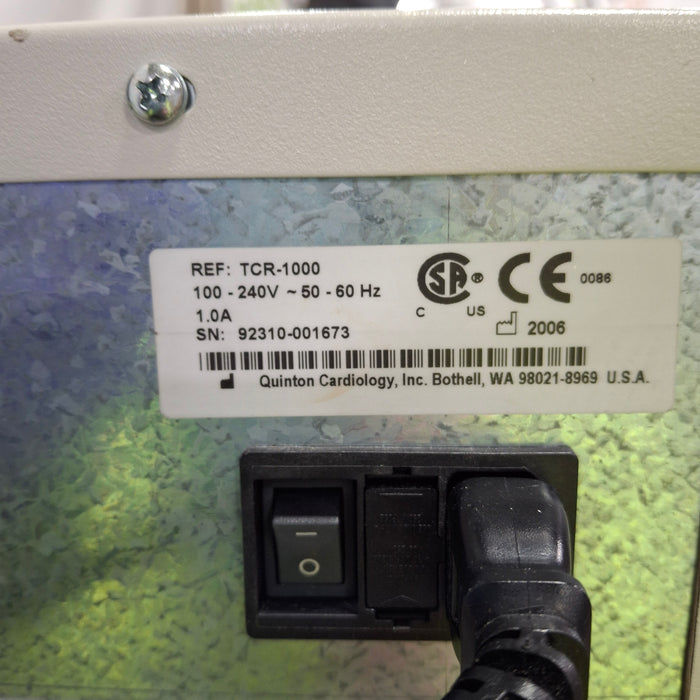 REF: TCR-1000
100 - 240V ~ 50 - 60 Hz
1.0A
SN: 92310-001673
CSA ®
C US
CE 0086
2006
Quinton Cardiology, Inc. Bothell, WA 98021-8969 U.S.A.